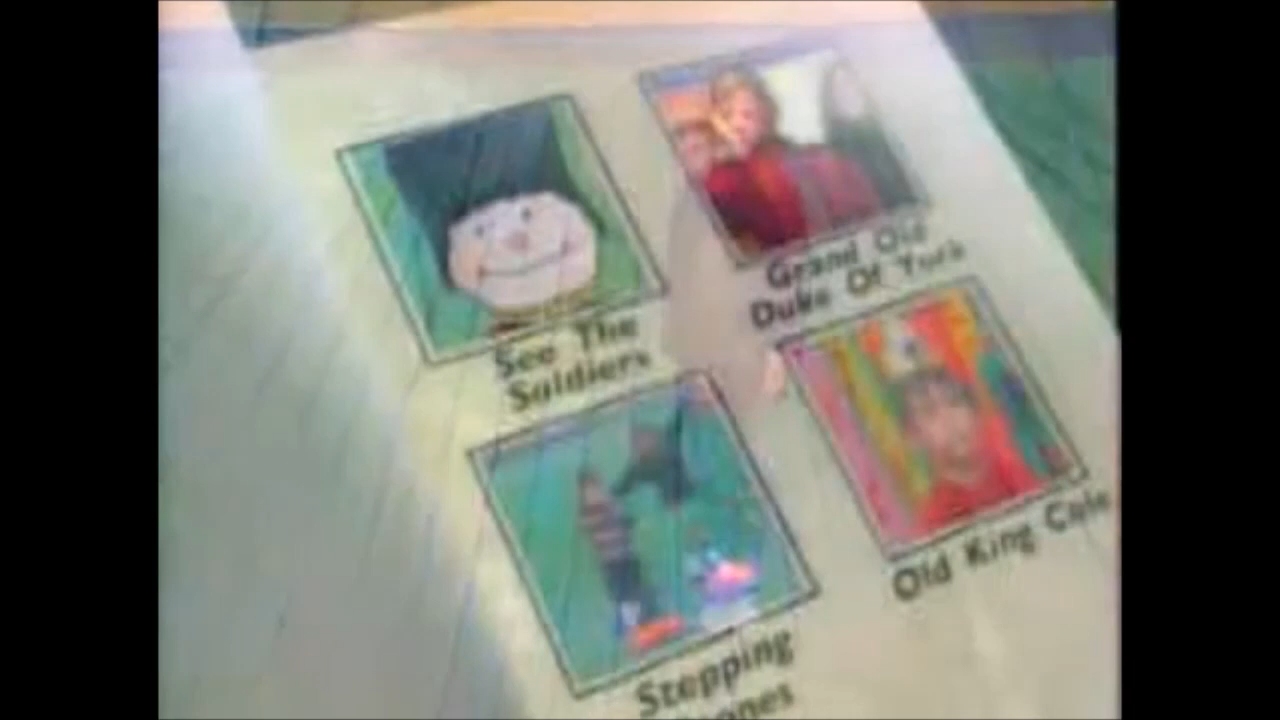 See The
Soldiers
Grand Old
Duke Of York
Stepping
Old King Cole